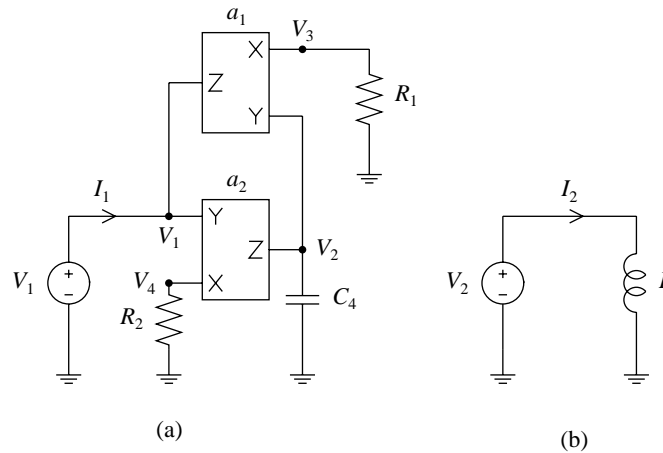 a1
X
V3
Z
R1
Y
I1
a2
I2
Y
V1
Z
V2
V1
+
−
V4
X
V2
+
−
R2
C4
(a)
(b)